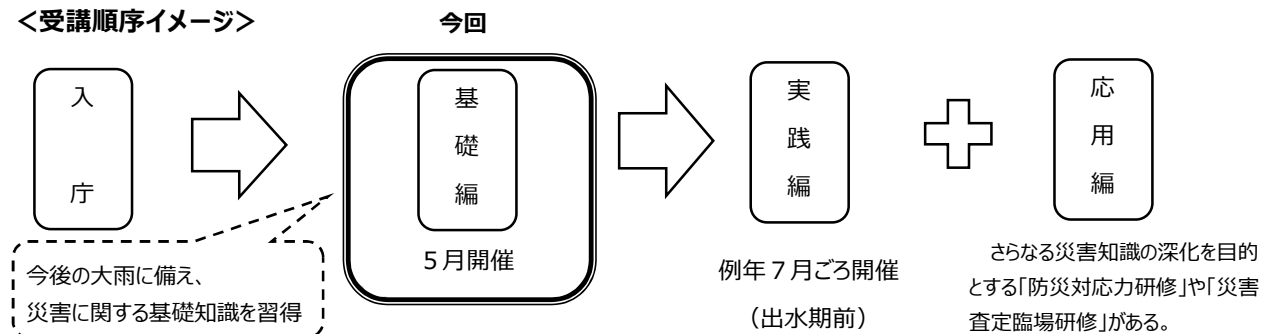 ＜受講順序イメージ＞
今回
入庁
基礎編
実践編
応用編
５月開催
例年７月ごろ開催
（出水期前）
さらなる災害知識の深化を目的
とする「防災対応力研修」や「災害
査定臨場研修」がある。
今後の大雨に備え、
災害に関する基礎知識を習得